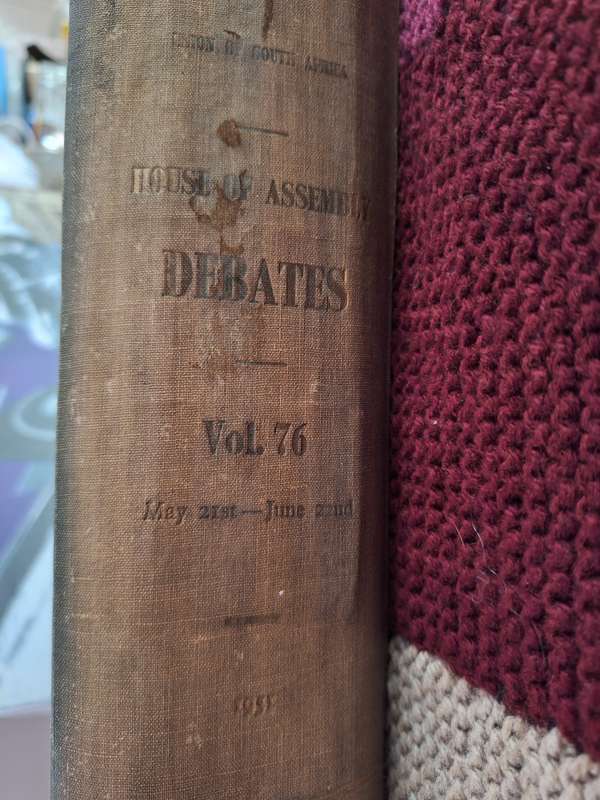 UNION OF SOUTH AFRICA
HOUSE OF ASSEMBLY
DEBATES
Vol. 76
May 21st—June 22nd
1951